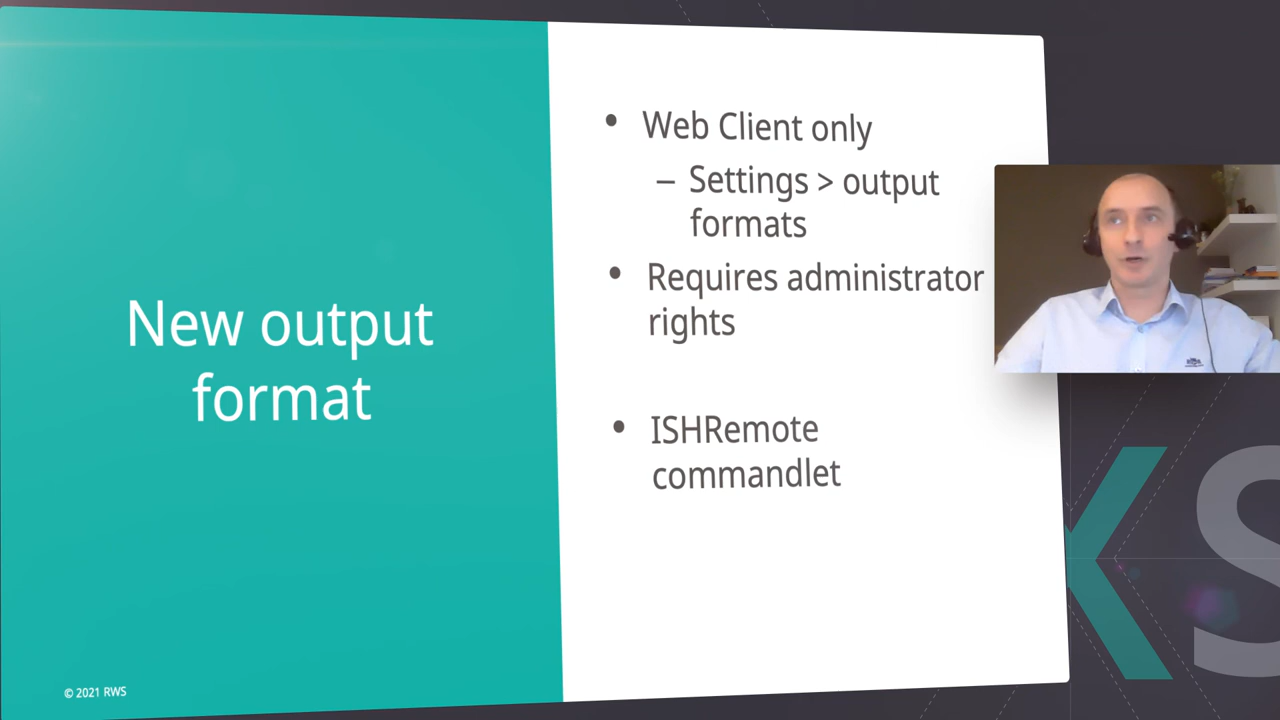 New output
format
• Web Client only
– Settings > output
formats
• Requires administrator
rights
• ISHRemote
commandlet
© 2021 RWS